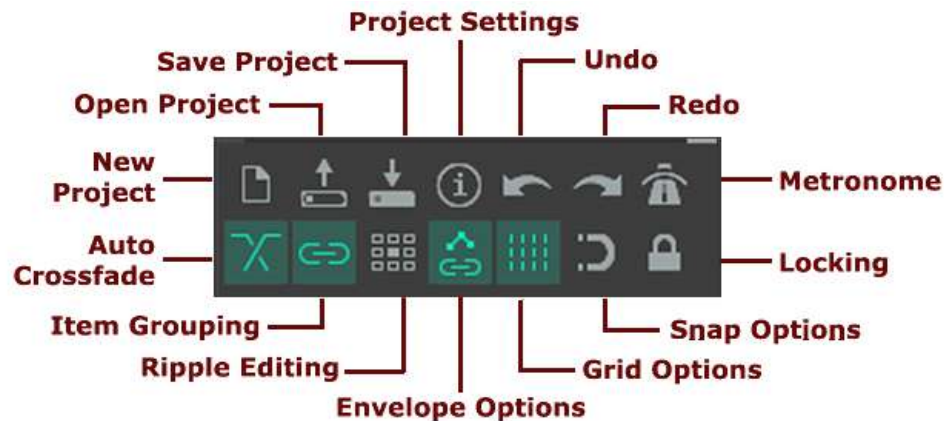 Project Settings
Save Project
Undo
Open Project
Redo
New
Project
Metronome
Auto
Crossfade
Locking
Item Grouping
Snap Options
Ripple Editing
Grid Options
Envelope Options